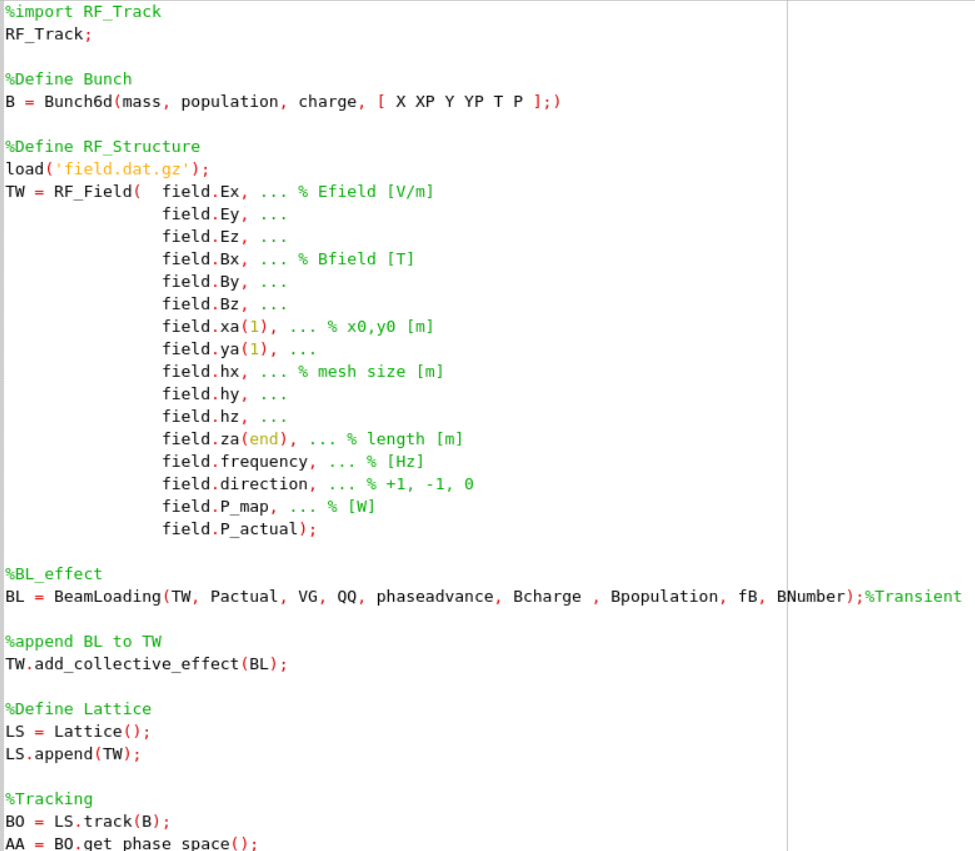 %import RF_Track
RF_Track;
%Define Bunch
B = Bunch6d(mass, population, charge, [ X XP Y YP T P ];)
%Define RF_Structure
load('field.dat.gz');
TW = RF_Field(  field.Ex, ... % Efield [V/m]
field.Ey, ...
field.Ez, ...
field.Bx, ... % Bfield [T]
field.By, ...
field.Bz, ...
field.xa(1), ... % x0,y0 [m]
field.ya(1), ...
field.hx, ... % mesh size [m]
field.hy, ...
field.hz, ...
field.za(end), ... % length [m]
field.frequency, ... % [Hz]
field.direction, ... % +1, -1, 0
field.P_map, ... % [W]
field.P_actual);
%BL_effect
BL = BeamLoading(TW, Pactual, VG, QQ, phaseadvance, Bcharge , Bpopulation, fB, BNumber);%Transient
%append BL to TW
TW.add_collective_effect(BL);
%Define Lattice
LS = Lattice();
LS.append(TW);
%Tracking
BO = LS.track(B);
AA = BO.get_phase_space();